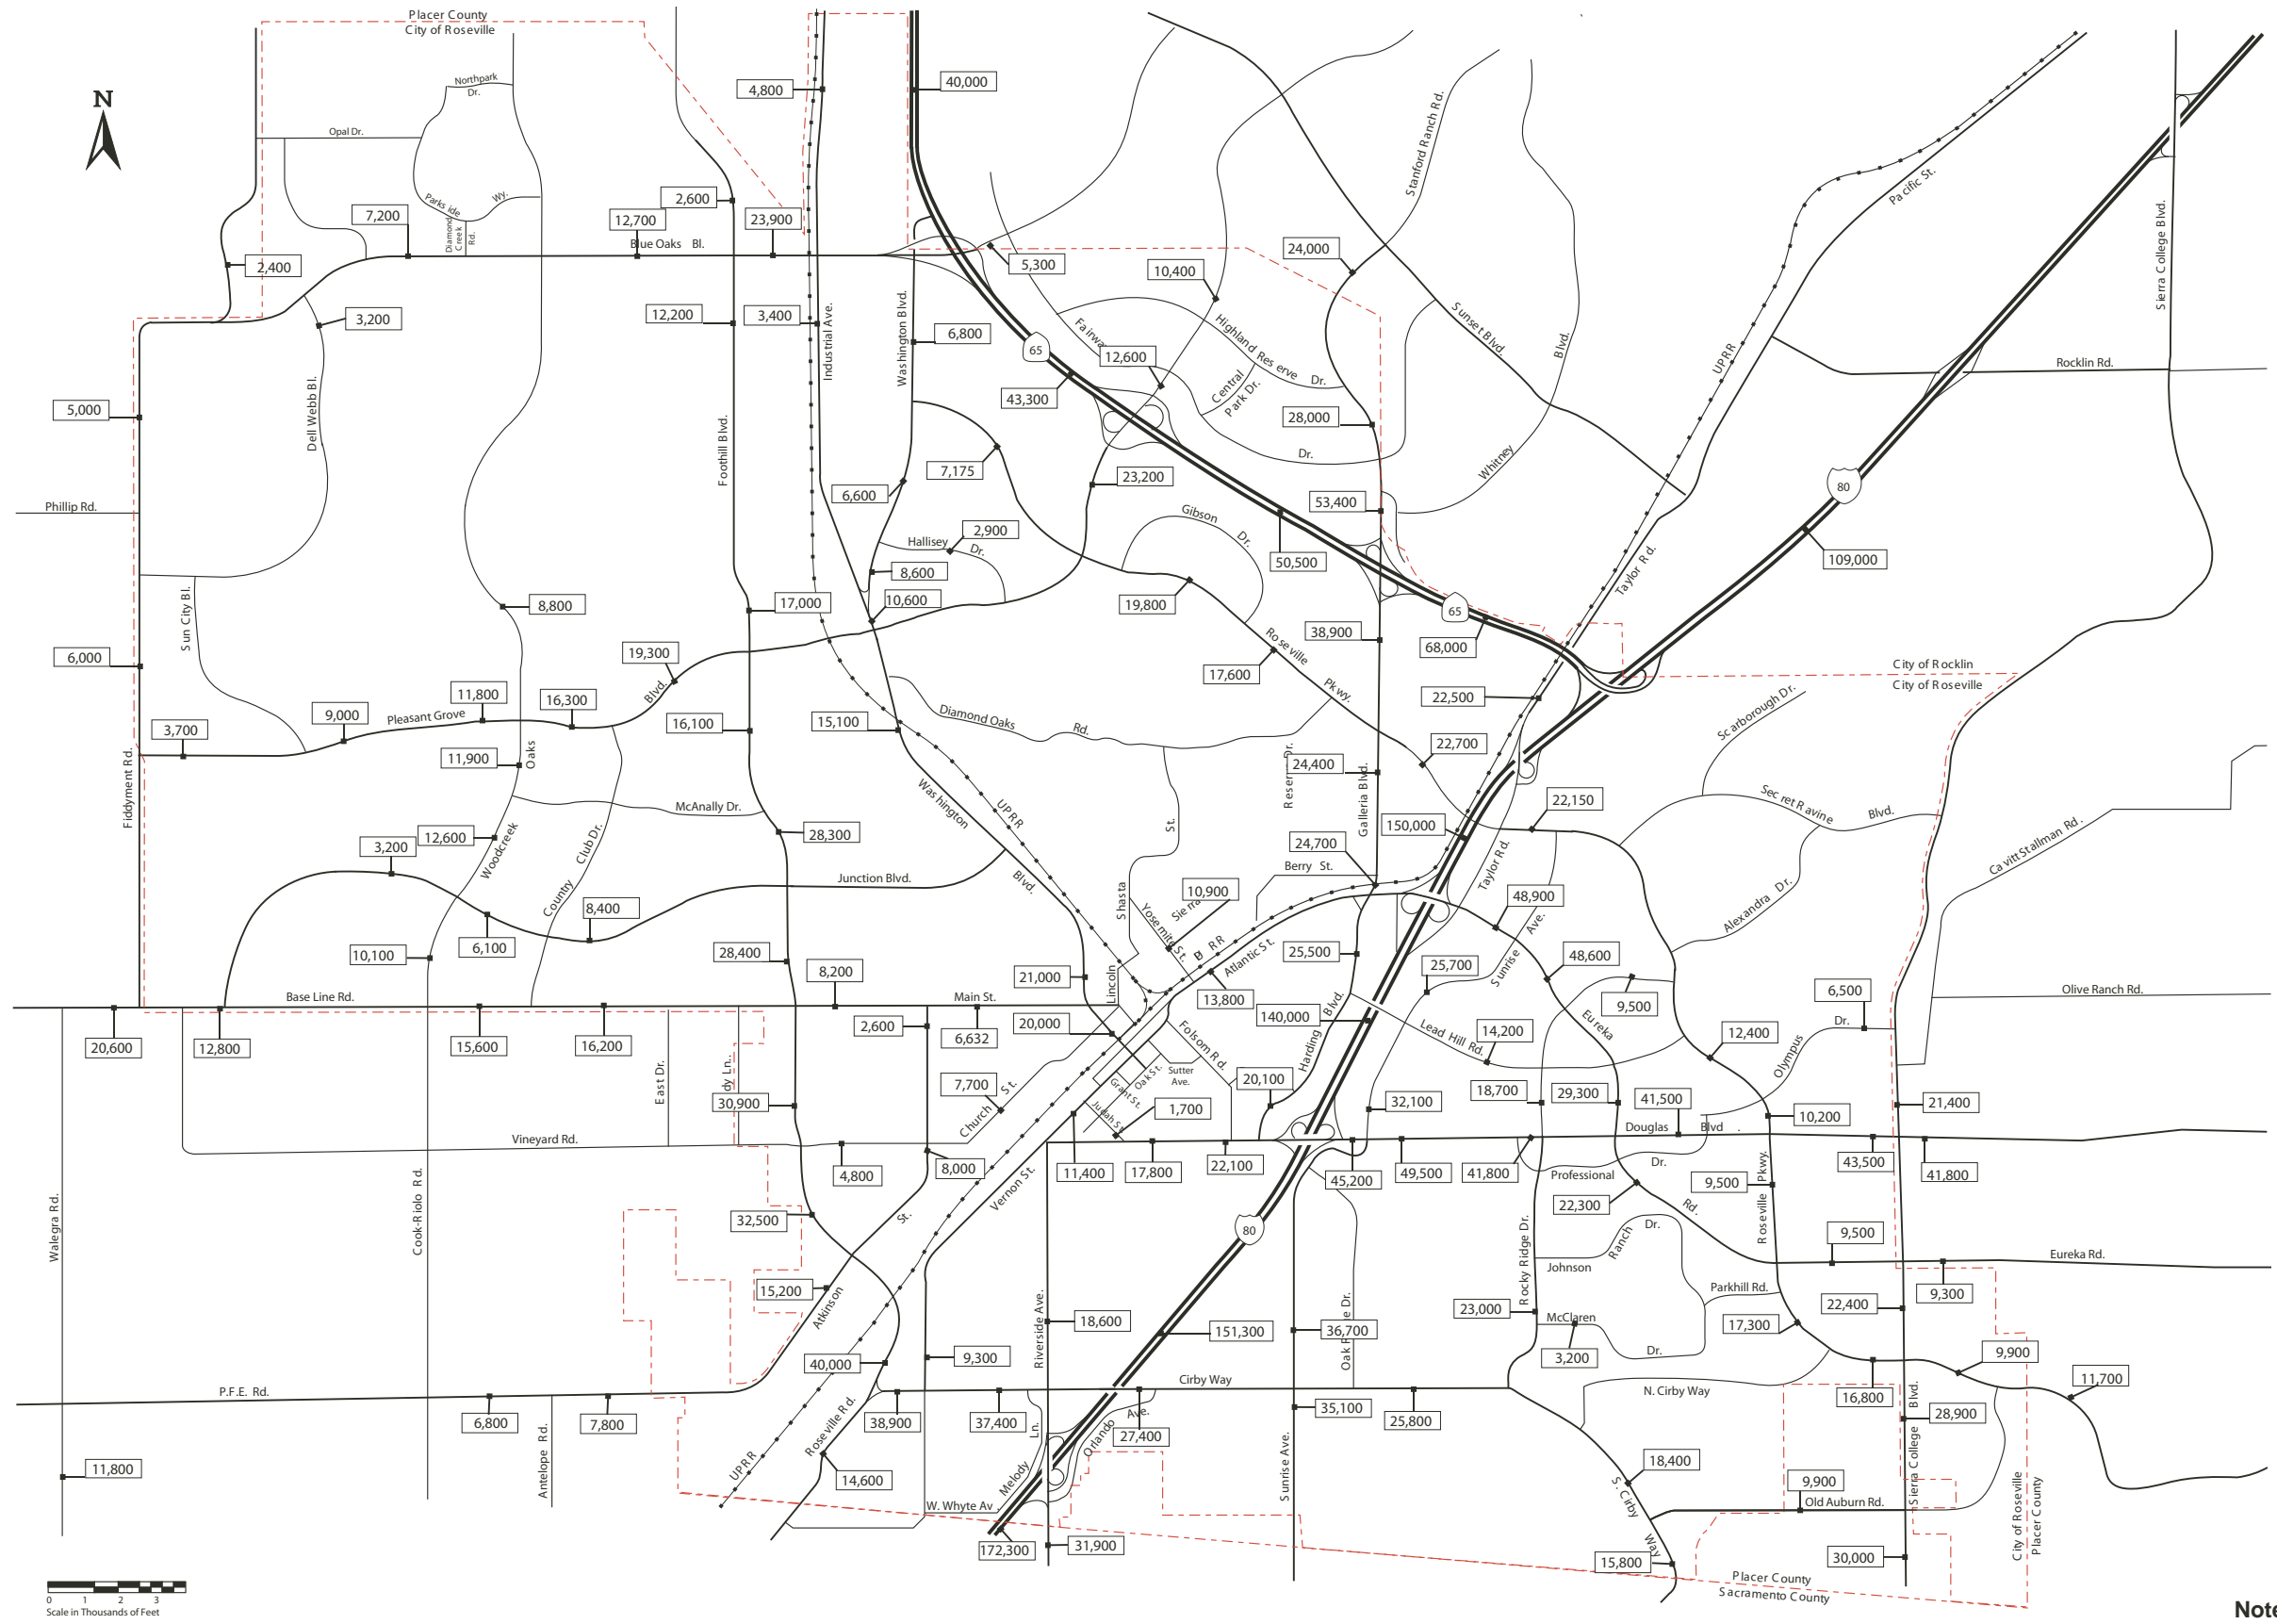 Placer County
City of Roseville
N
4,800
40,000
Northpark
Dr.
Opal Dr.
Stanford Ranch Rd.
Pacific St.
Sierra College Blvd.
Parks ide
Wy.
Diamond
Creek
Rd.
7,200
2,600
12,700
23,900
Blue Oaks Bl.
2,400
5,300
10,400
24,000
3,200
12,200
3,400
Industrial Ave.
Washington Blvd.
6,800
65
Highland Res erve
Dr.
12,600
Central
Park Dr.
Sunset Blvd.
Blvd.
UPRR
Rocklin Rd.
43,300
28,000
5,000
Dell Webb Bl.
Foothill Blvd.
7,175
6,600
23,200
Dr.
Whitney
53,400
80
Phillip Rd.
2,900
Hallisey
Dr.
Gibson
Dr.
50,500
109,000
8,600
10,600
Taylor Rd.
Sun City Bl.
8,800
17,000
19,800
65
38,900
68,000
6,000
19,300
Roseville
Pkwy.
17,600
22,500
City of Rocklin
City of Roseville
11,800
16,300
Blvd.
9,000
Pleasant Grove
3,700
16,100
15,100
Diamond Oaks
Rd.
Scarborough Dr.
22,700
11,900
Oaks
24,400
Galleria Blvd.
Fiddyment Rd.
McAnally Dr.
Was hington
UPRR
22,150
Sec ret Ravine
Blvd.
St.
150,000
12,600
28,300
3,200
24,700
Ca vitt Stallman Rd.
Woodcreek
Club Dr.
Country
Junction Blvd.
Blvd.
Berry St.
Taylor Rd.
8,400
Shasta
10,900
Yosemite St.
48,900
Alexandra Dr.
6,100
10,100
28,400
RR
Atlantic St.
25,500
Ave.
Sunrise
48,600
8,200
21,000
25,700
Base Line Rd.
Main St.
Lincoln
13,800
9,500
6,500
Olive Ranch Rd.
20,600
12,800
15,600
16,200
2,600
6,632
20,000
140,000
Blvd.
Harding
Folsom Rd.
Lead Hill Rd.
14,200
Eureka
12,400
Dr.
Olympus
East Dr.
30,900
7,700
St.
Church
Oak St.
Grant St.
Judah St.
Sutter
Ave.
1,700
20,100
32,100
18,700
29,300
41,500
10,200
21,400
Vineyard Rd.
Douglas
Blvd .
4,800
8,000
11,400
17,800
22,100
45,200
49,500
41,800
Professional
Dr.
43,500
41,800
Walegra Rd.
Cook-Riolo Rd.
32,500
St.
Vernon St.
80
22,300
Rd.
9,500
Roseville Pkwy.
9,500
Eureka Rd.
Rocky Ridge Dr.
Dr.
Ranch
Johnson
15,200
Atkinson
Riverside Ave.
18,600
151,300
36,700
23,000
McClaren
3,200
Dr.
Parkhill Rd.
17,300
22,400
9,300
40,000
9,300
9,900
11,700
P.F.E. Rd.
Cirby Way
N. Cirby Way
6,800
7,800
Antelope Rd.
Roseville Rd.
38,900
37,400
Ln.
Melody
Ave.
Orlando
27,400
35,100
25,800
16,800
28,900
Sierra College Blvd.
UPRR
11,800
14,600
Sunrise Ave.
18,400
S. Cirby
Way
9,900
Old Auburn Rd.
W. Whyte Av .
City of Roseville
Placer County
172,300
31,900
15,800
30,000
Placer County
Sacramento County
0 1 2 3
Scale in Thousands of Feet